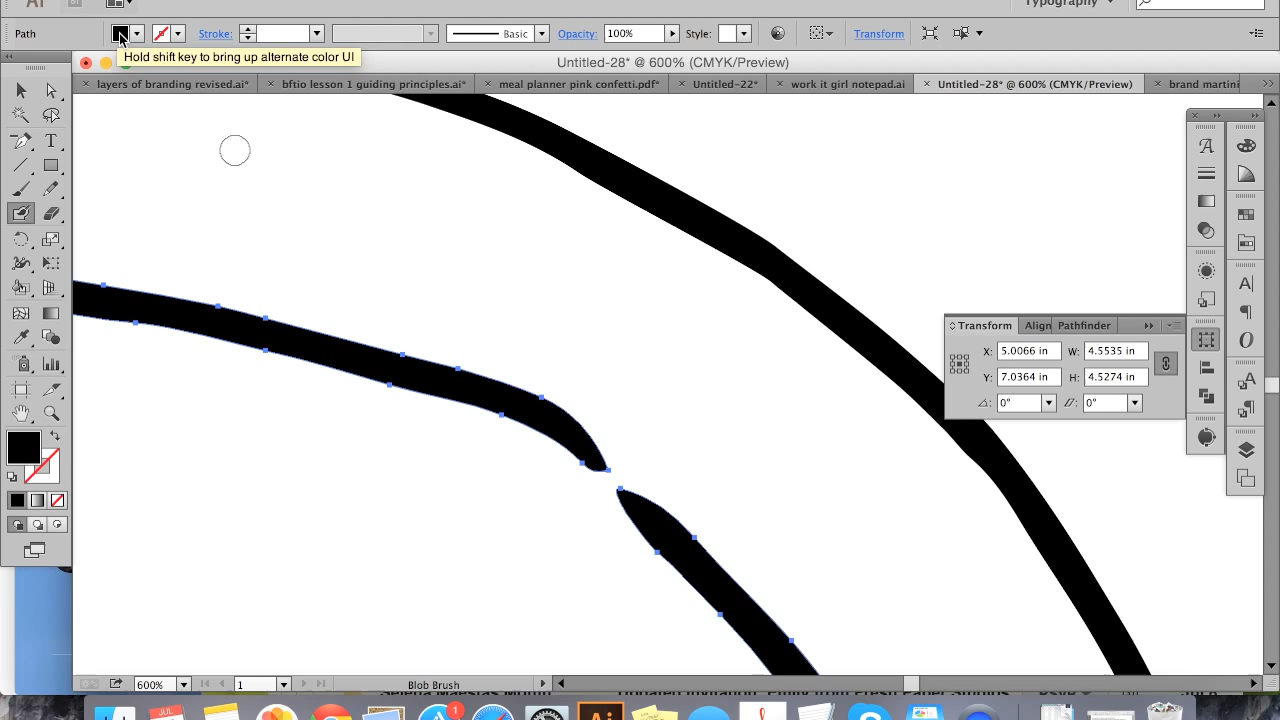 Typography
Path
Stroke:
Basic
Opacity: 100%
Style:
Transform
Hold shift key to bring up alternate color UI
Untitled-28* @ 600% (CMYK/Preview)
layers of branding revised.ai*
bftio lesson 1 guiding principles.ai*
meal planner pink confetti.pdf*
Untitled-22*
work it girl notepad.ai
Untitled-28* @ 600% (CMYK/Preview)
brand martini
Transform Align Pathfinder
X: 5.0066 in W: 4.5535 in
Y: 7.0364 in H: 4.5274 in
0° 0°
600% 1 Blob Brush
JUL
1